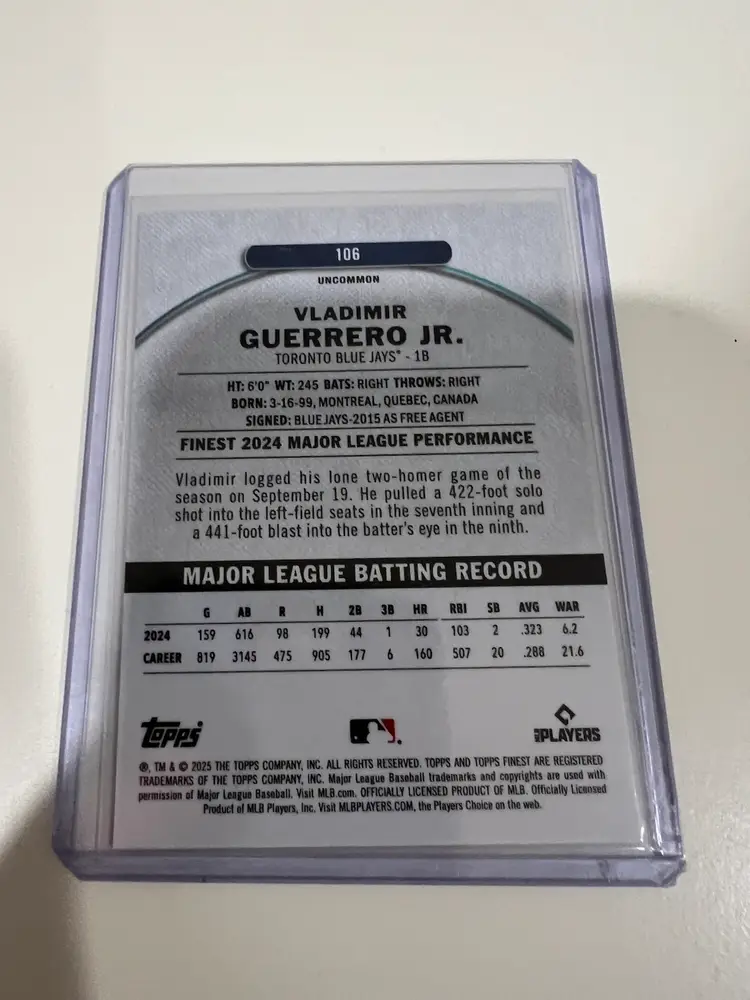 106
UNCOMMON
VLADIMIR
GUERRERO JR.
TORONTO BLUE JAYS® - 1B
HT: 6'0" WT: 245 BATS: RIGHT THROWS: RIGHT
BORN: 3-16-99, MONTREAL, QUEBEC, CANADA
SIGNED: BLUE JAYS-2015 AS FREE AGENT
FINEST 2024 MAJOR LEAGUE PERFORMANCE
Vladimir logged his lone two-homer game of the
season on September 19. He pulled a 422-foot solo
shot into the left-field seats in the seventh inning and
a 441-foot blast into the batter's eye in the ninth.
MAJOR LEAGUE BATTING RECORD
G AB R H 2B 3B HR RBI SB AVG WAR
2024 159 616 98 199 44 1 30 103 2 .323 6.2
CAREER 819 3145 475 905 177 6 160 507 20 .288 21.6
topps
PLAYERS
®, TM & © 2025 THE TOPPS COMPANY, INC. ALL RIGHTS RESERVED. TOPPS AND TOPPS FINEST ARE REGISTERED
TRADEMARKS OF THE TOPPS COMPANY, INC. Major League Baseball trademarks and copyrights are used with
permission of Major League Baseball. Visit MLB.com. OFFICIALLY LICENSED PRODUCT OF MLB. Officially Licensed
Product of MLB Players, Inc. Visit MLBPLAYERS.COM, the Players Choice on the web.